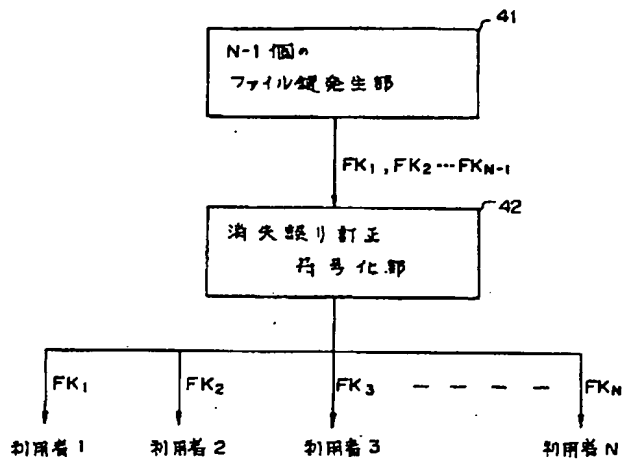 41
N-1個の
ファイル鍵発生部
FK1, FK2…FKN-1
42
消失誤り訂正
符号化部
FK1 FK2 FK3 FKN
利用者1 利用者2 利用者3 利用者N